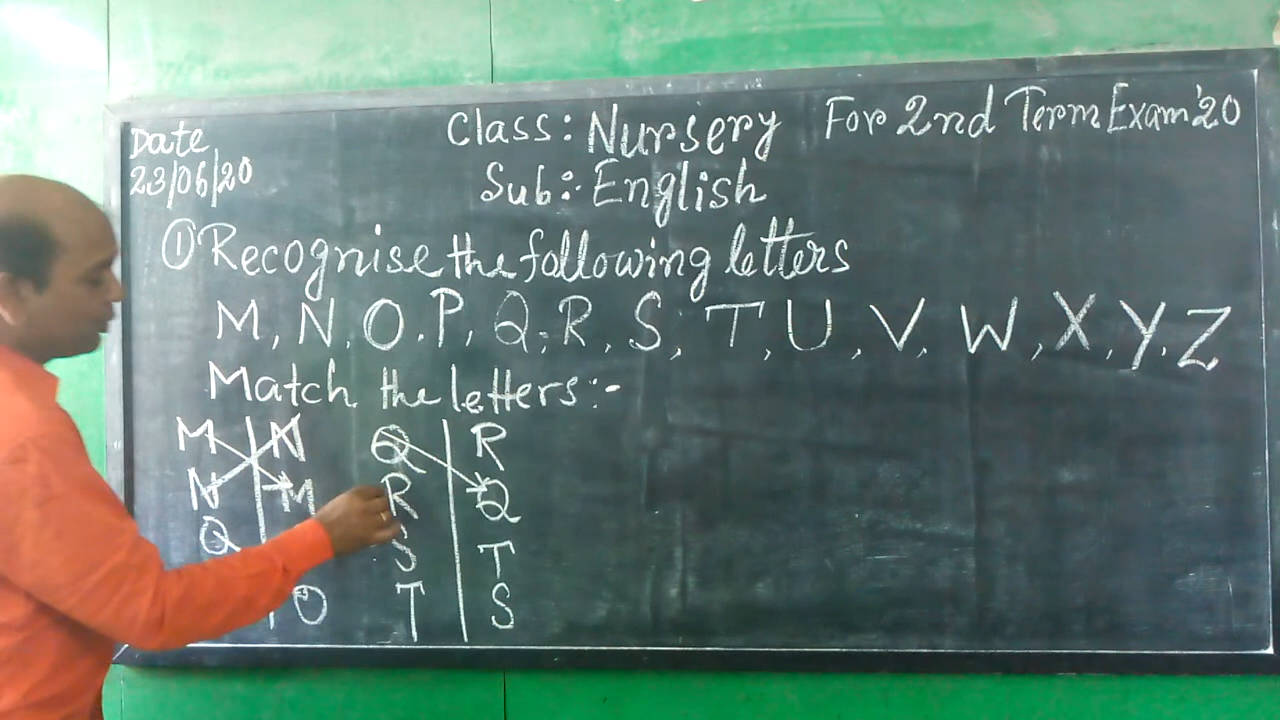 Date
23/06/20
Class: Nursery For 2nd Term Exam'20
Sub:- English
① Recognise the following letters
M, N, O, P, Q, R, S, T, U, V, W, X, Y, Z
Match the letters:-
M N Q R
N M R Q
Q S T
O T S